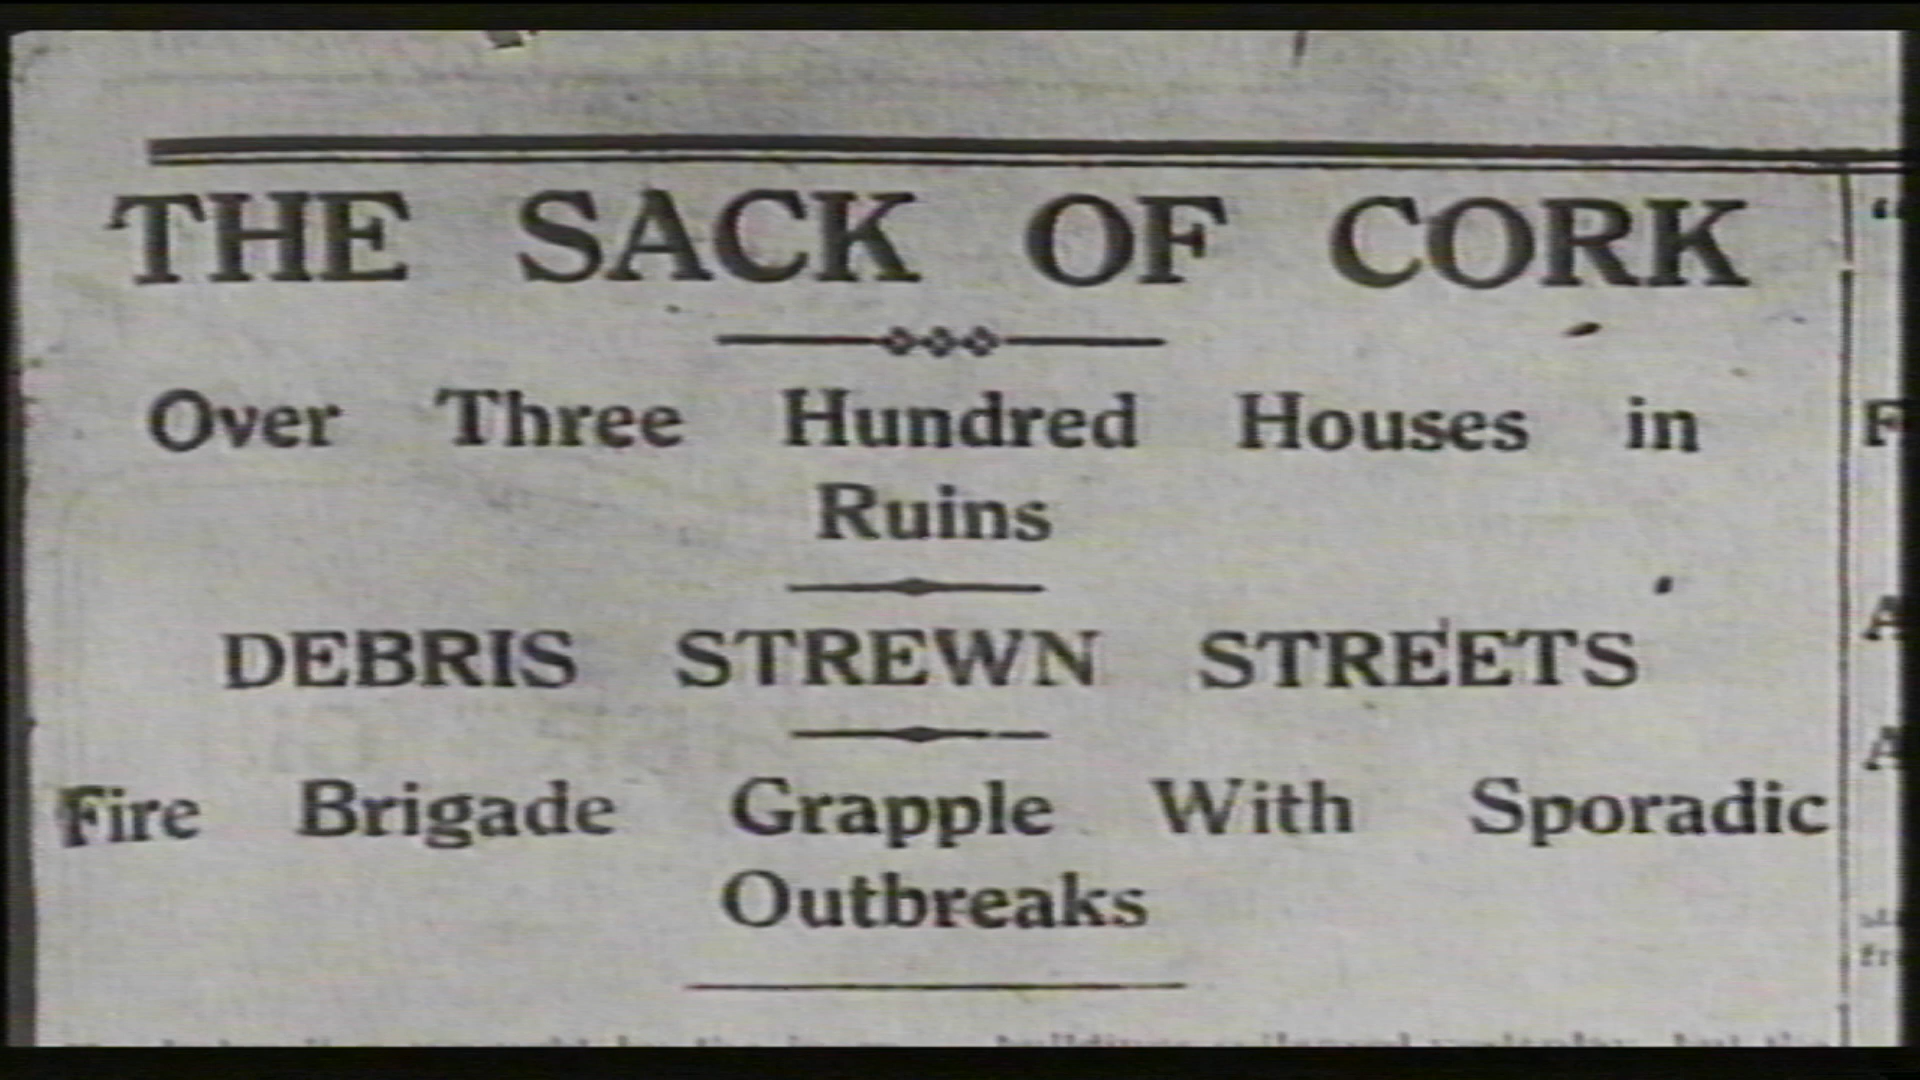 THE SACK OF CORK
Over Three Hundred Houses in
Ruins
DEBRIS STREWN STREETS
Fire Brigade Grapple With Sporadic
Outbreaks